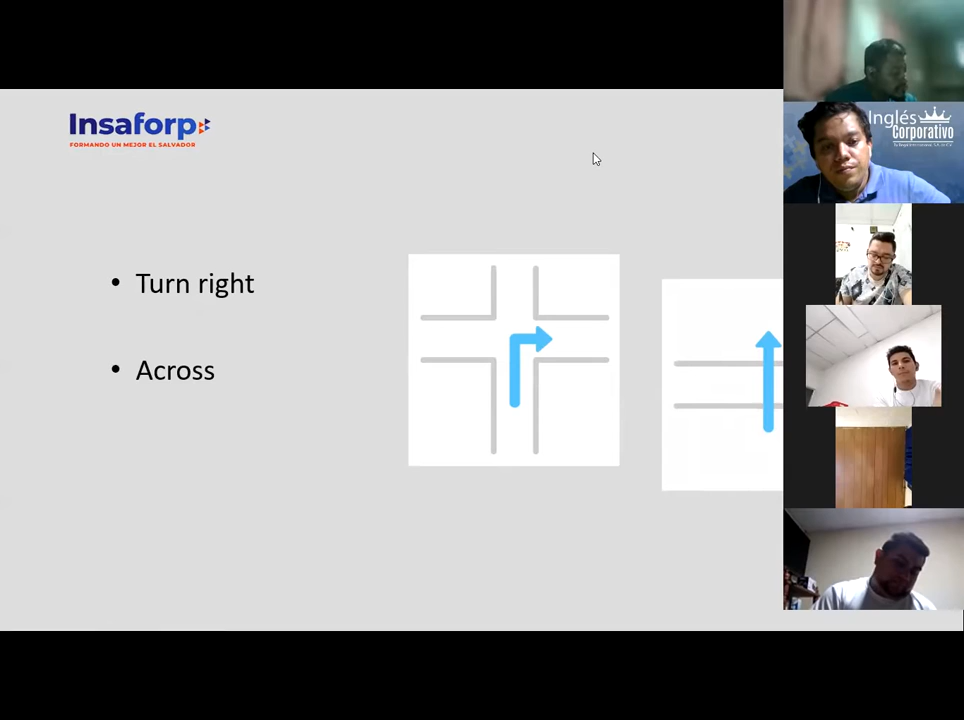 Insaforp
FORMANDO UN MEJOR EL SALVADOR
Inglés
Corporativo
• Turn right
• Across